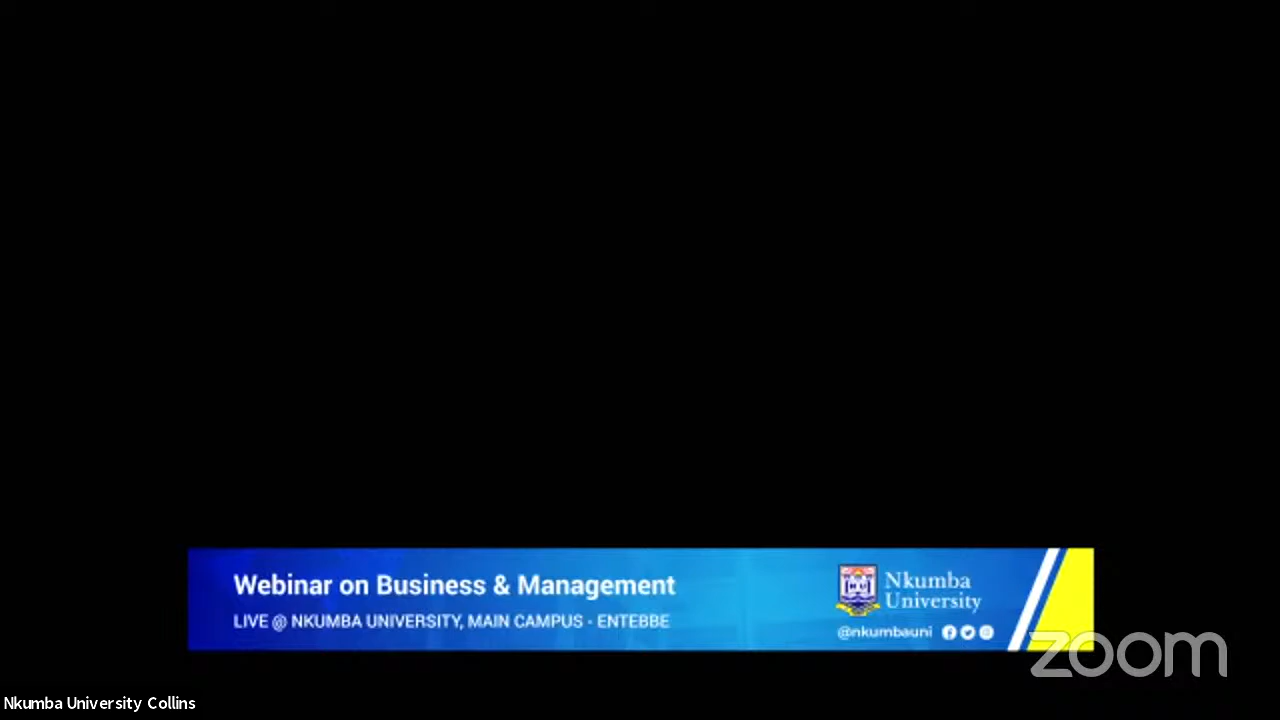 Webinar on Business & Management
LIVE @ NKUMBA UNIVERSITY, MAIN CAMPUS - ENTEBBE
Nkumba
University
@nkumbauni
zoom
Nkumba University Collins